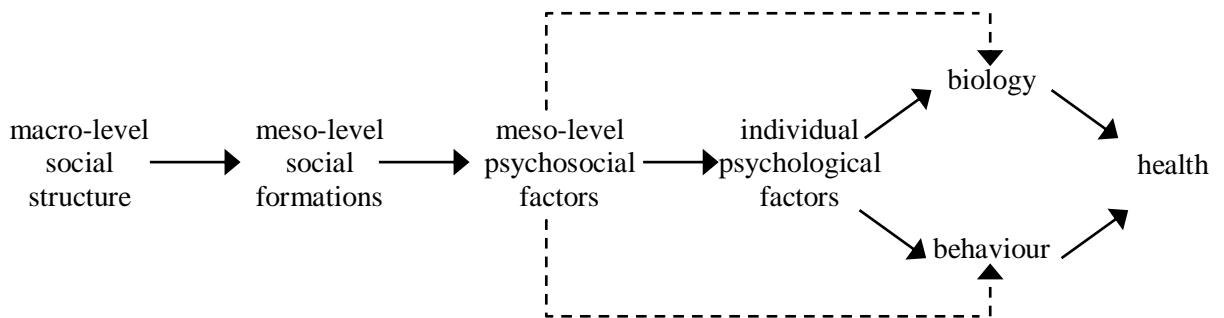 macro-level
social
structure
meso-level
social
formations
meso-level
psychosocial
factors
individual
psychological
factors
biology
behaviour
health